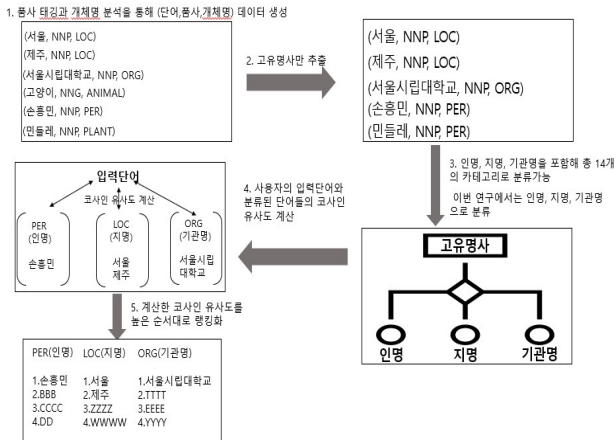 1. 품사 태깅과 개체명 분석을 통해 (단어,품사,개체명) 데이터 생성
(서울, NNP, LOC)
(제주, NNP, LOC)
(서울시립대학교, NNP, ORG)
(고양이, NNG, ANIMAL)
(손흥민, NNP, PER)
(민들레, NNP, PLANT)
2. 고유명사만 추출
(서울, NNP, LOC)
(제주, NNP, LOC)
(서울시립대학교, NNP, ORG)
(손흥민, NNP, PER)
(민들레, NNP, PER)
3. 인명, 지명, 기관명을 포함해 총 14개
의 카테고리로 분류가능
이번 연구에서는 인명, 지명, 기관명
으로 분류
고유명사
인명 지명 기관명
4. 사용자의 입력단어와
분류된 단어들의 코사인
유사도 계산
입력단어
코사인 유사도 계산
PER
(인명)
손흥민
LOC
(지명)
서울
제주
ORG
(기관명)
서울시립
대학교
5. 계산한 코사인 유사도를
높은 순서대로 랭킹화
PER(인명) LOC(지명) ORG(기관명)
1.손흥민 1.서울 1.서울시립대학교
2.BBB 2.제주 2.TTTT
3.CCCC 3.ZZZZ 3.EEEE
4.DD 4.WWWW 4.YYYY